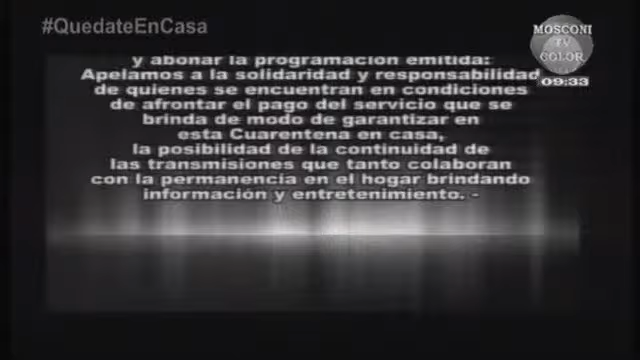 #QuedateEnCasa
MOSCONI
TV
COLOR
09:33
y abonar la programación emitida:
Apelamos a la solidaridad y responsabilidad
de quienes se encuentran en condiciones
de afrontar el pago del servicio que se
brinda de modo de garantizar en
esta Cuarentena en casa,
la posibilidad de la continuidad de
las transmisiones que tanto colaboran
con la permanencia en el hogar brindando
información y entretenimiento. -